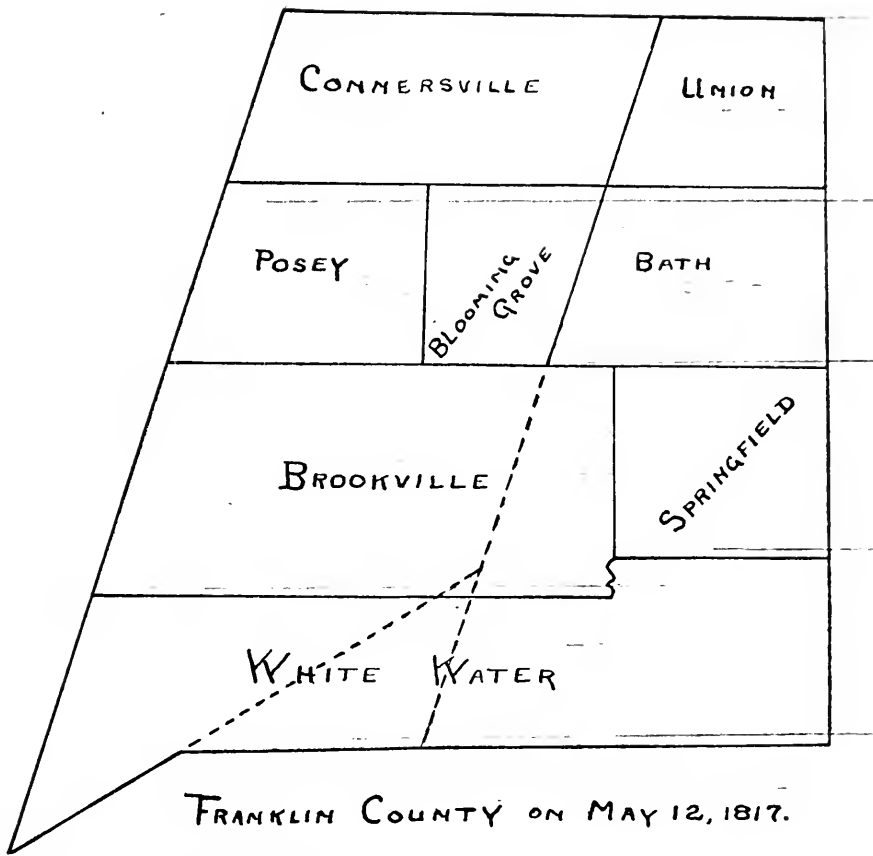 CONNERSVILLE
UNION
POSEY
BLOOMING
GROVE
BATH
BROOKVILLE
SPRINGFIELD
WHITE WATER
FRANKLIN COUNTY ON MAY 12, 1817.